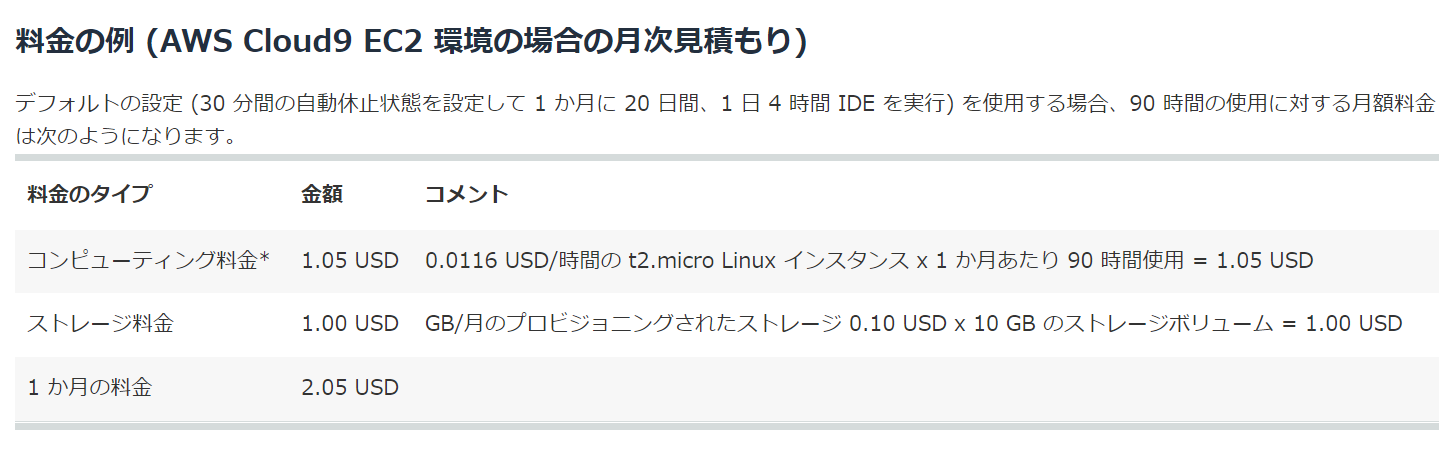 料金の例 (AWS Cloud9 EC2 環境の場合の月次見積もり)
デフォルトの設定 (30 分間の自動休止状態を設定して 1 か月に 20 日間、1 日 4 時間 IDE を実行) を使用する場合、90 時間の使用に対する月額料金
は次のようになります。
料金のタイプ 金額 コメント
コンピューティング料金* 1.05 USD 0.0116 USD/時間の t2.micro Linux インスタンス x 1 か月あたり 90 時間使用 = 1.05 USD
ストレージ料金 1.00 USD GB/月のプロビジョニングされたストレージ 0.10 USD x 10 GB のストレージボリューム = 1.00 USD
1 か月の料金 2.05 USD